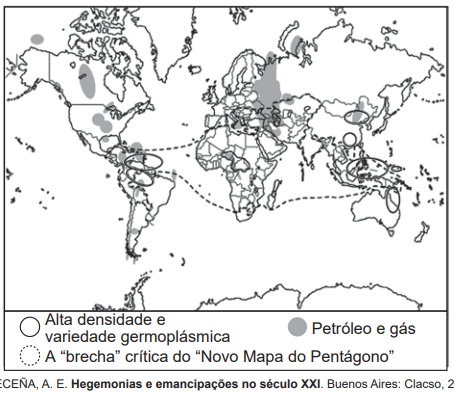 Alta densidade e
variedade germoplásmica
Petróleo e gás
A “brecha” crítica do “Novo Mapa do Pentágono”
ECEÑA, A. E. Hegemonias e emancipações no século XXI. Buenos Aires: Clacso, 2